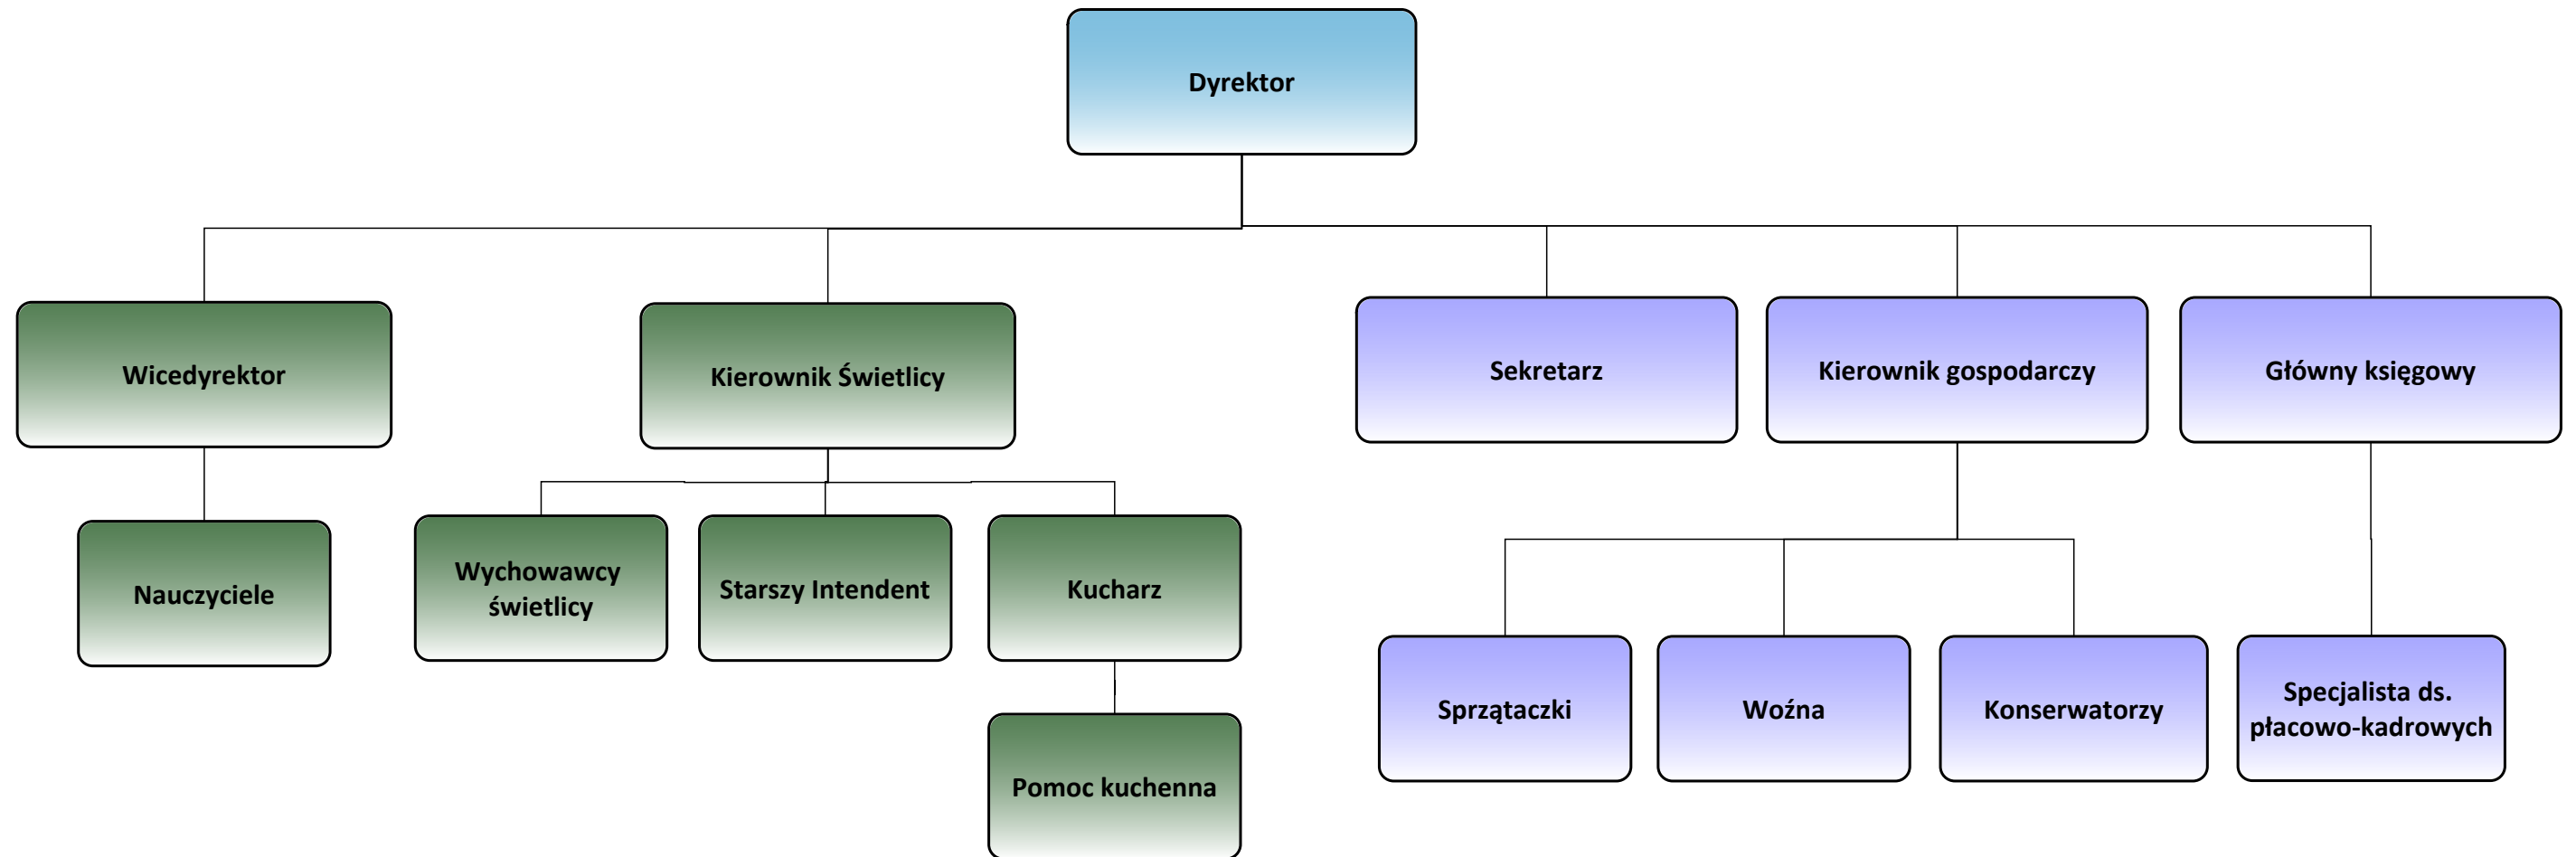 Dyrektor
Wicedyrektor
Kierownik Świetlicy
Sekretarz
Kierownik gospodarczy
Główny księgowy
Nauczyciele
Wychowawcy
świetlicy
Starszy Intendent
Kucharz
Pomoc kuchenna
Sprzątaczki
Woźna
Konserwatorzy
Specjalista ds.
płacowo-kadrowych